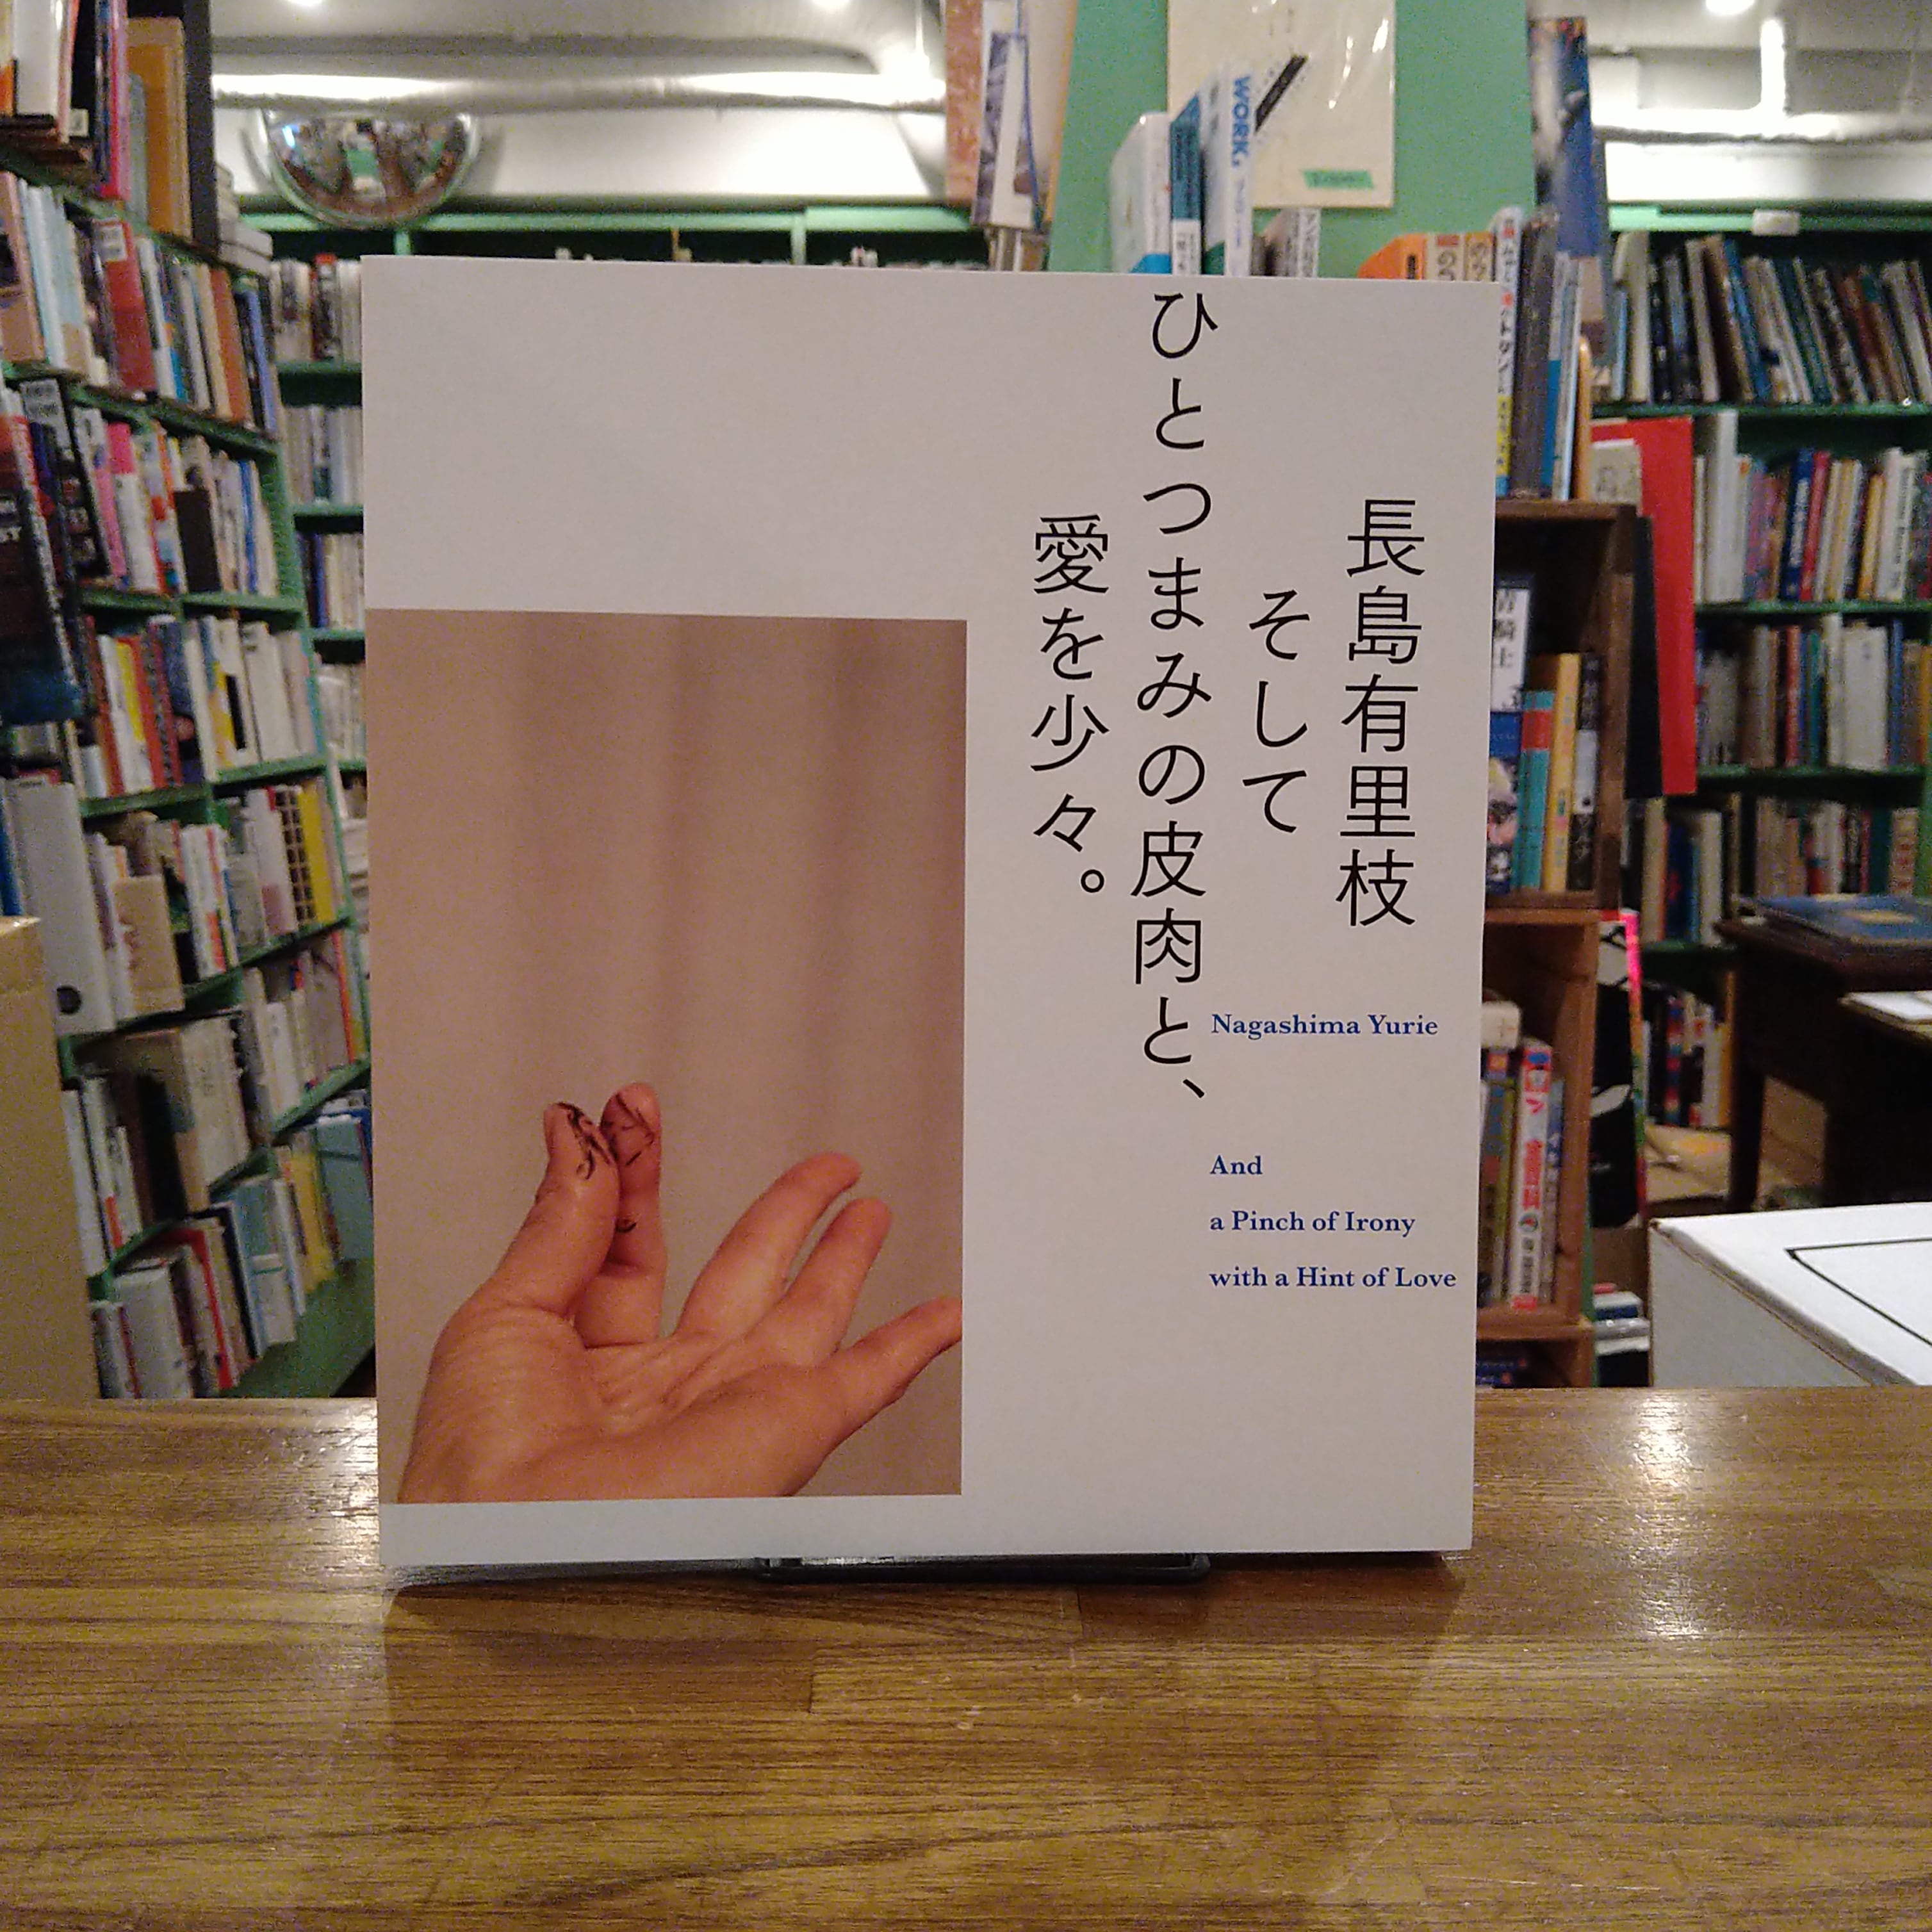 長島有里枝
そして
ひとつまみの皮肉と、
愛を少々。
Nagashima Yurie
And
a Pinch of Irony
with a Hint of Love
WORK,